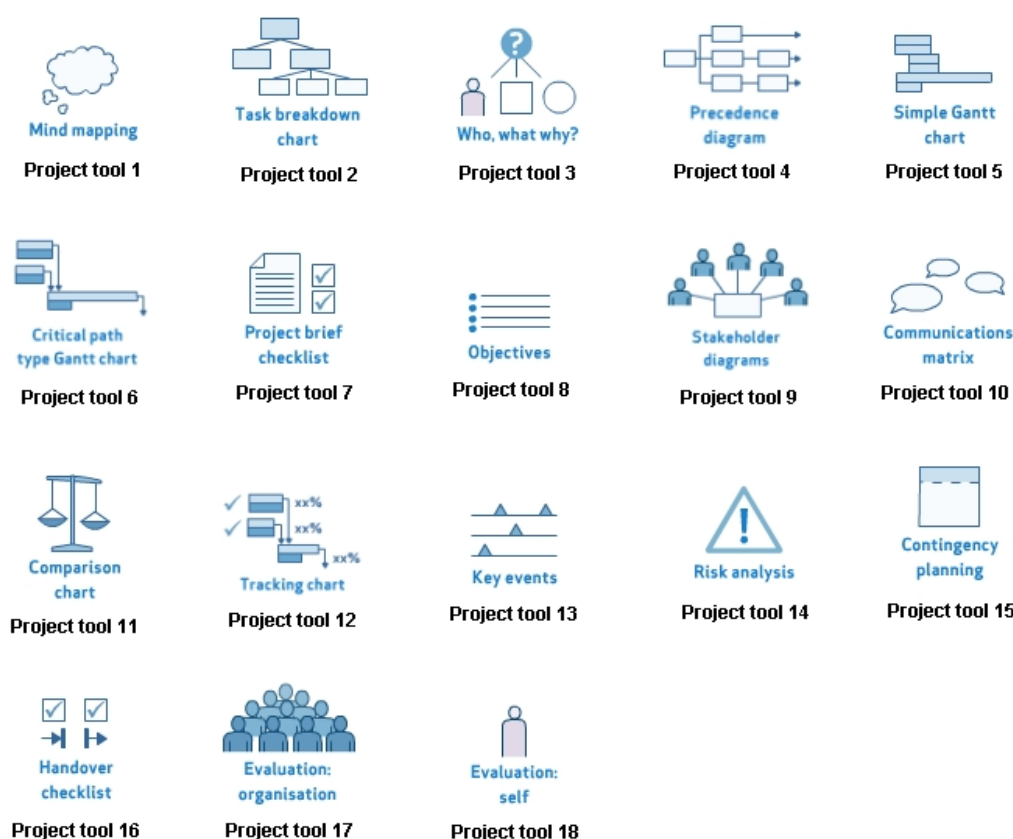 ?
Mind mapping
Project tool 1
Task breakdown
chart
Project tool 2
Who, what why?
Project tool 3
Precedence
diagram
Project tool 4
Simple Gantt
chart
Project tool 5
Critical path
type Gantt chart
Project tool 6
Project brief
checklist
Project tool 7
Objectives
Project tool 8
Stakeholder
diagrams
Project tool 9
Communications
matrix
Project tool 10
Comparison
chart
Project tool 11
xx%
xx%
xx%
Tracking chart
Project tool 12
Key events
Project tool 13
!
Risk analysis
Project tool 14
Contingency
planning
Project tool 15
Handover
checklist
Project tool 16
Evaluation:
organisation
Project tool 17
Evaluation:
self
Project tool 18